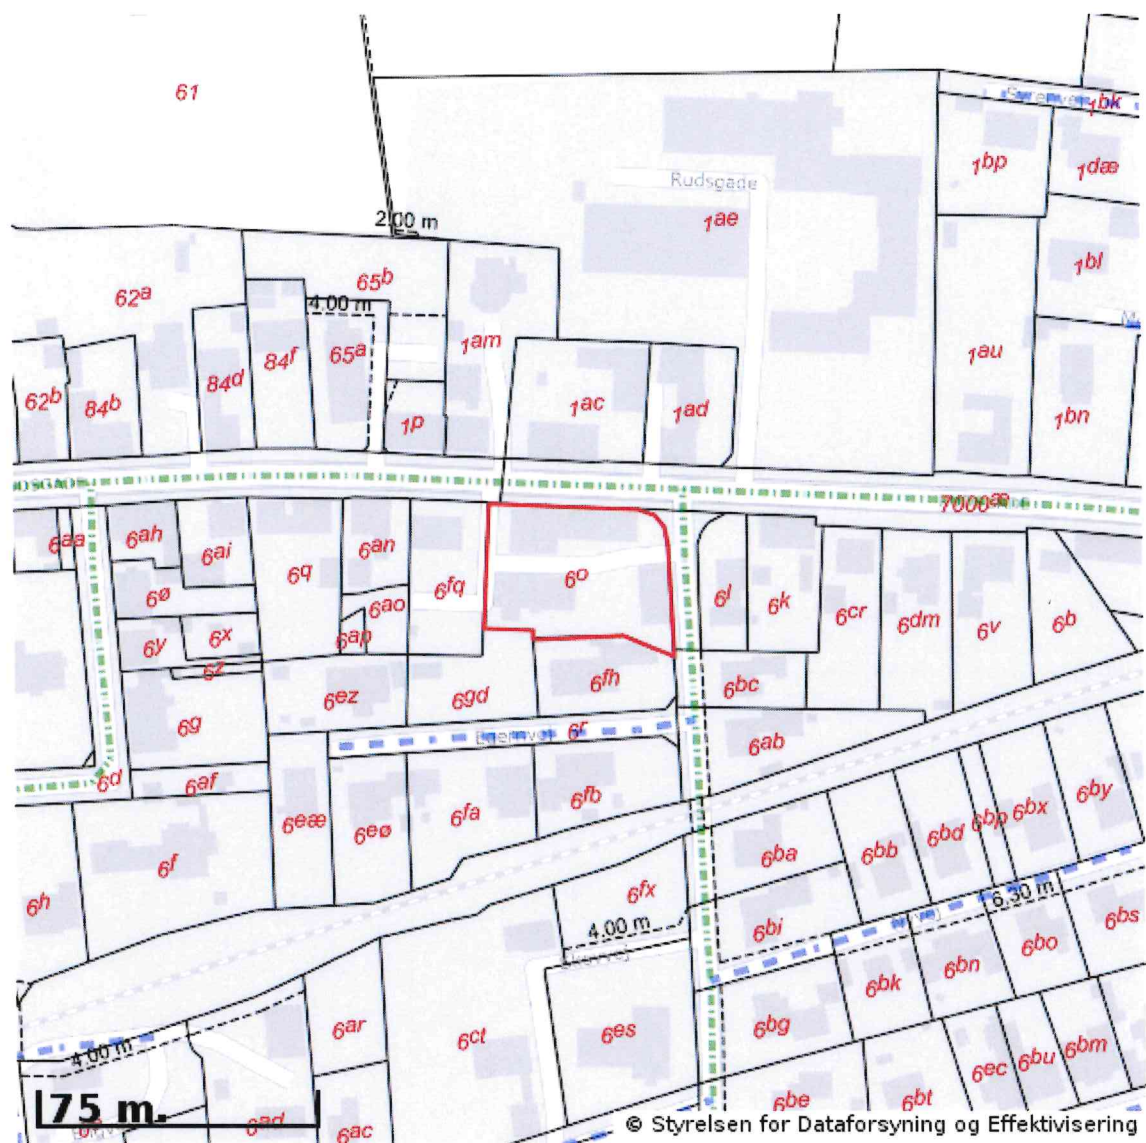 61
1bk
1bp
1dæ
Rudsgade
1ae
2.00 m
1bl
65b
62a
4.00 m
1am
1au
65a
84f
84d
62b
84b
1ac
1ad
1p
1bn
7000æ
6aa
6ah
6ai
6an
6q
6ø
6ao
6fq
6o
6l
6k
6cr
6dm
6v
6b
6y
6x
6ap
6z
6ez
6gd
6fh
6bc
6g
6r
6ab
6d
6af
6eæ
6eø
6fa
6fb
6bp
6bx
6by
6f
6ba
6bb
6bd
6h
6fx
6.30 m
4.00 m
6bi
6bs
6bo
6bn
6bk
6ar
6ct
6es
6bg
4.00 m
6ec
6bu
6bm
75 m.
6ad
6ac
6be
6bt
© Styrelsen for Dataforsyning og Effektivisering